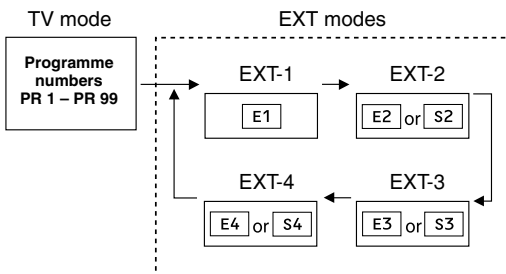 TV mode
EXT modes
Programme
numbers
PR 1 – PR 99
EXT-1
E1
EXT-2
E2 or S2
EXT-4
E4 or S4
EXT-3
E3 or S3